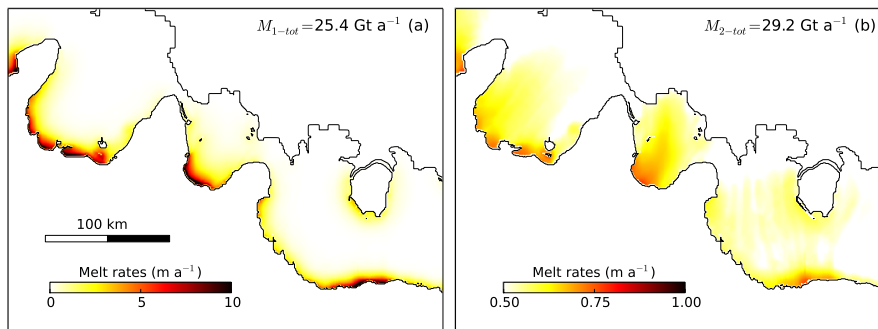 M1−tot=25.4 Gt a−1 (a)
100 km
Melt rates (m a−1)
0 5 10
M2−tot=29.2 Gt a−1 (b)
Melt rates (m a−1)
0.50 0.75 1.00